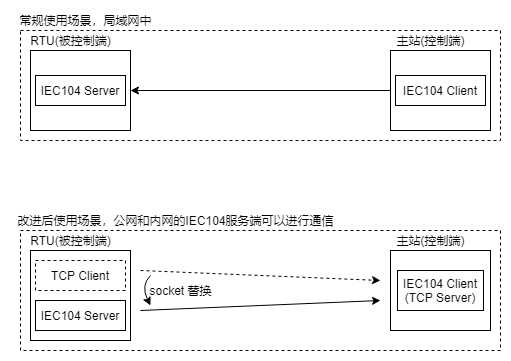 常规使用场景，局域网中
RTU(被控制端)
主站(控制端)
IEC104 Server
IEC104 Client
改进后使用场景，公网和内网的IEC104服务端可以进行通信
RTU(被控制端)
主站(控制端)
TCP Client
socket 替换
IEC104 Client
(TCP Server)
IEC104 Server